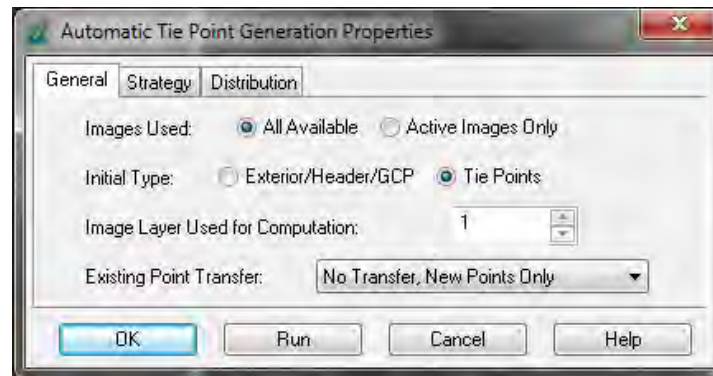 Automatic Tie Point Generation Properties
General Strategy Distribution
Images Used: All Available Active Images Only
Initial Type: Exterior/Header/GCP Tie Points
Image Layer Used for Computation: 1
Existing Point Transfer: No Transfer, New Points Only
OK Run Cancel Help